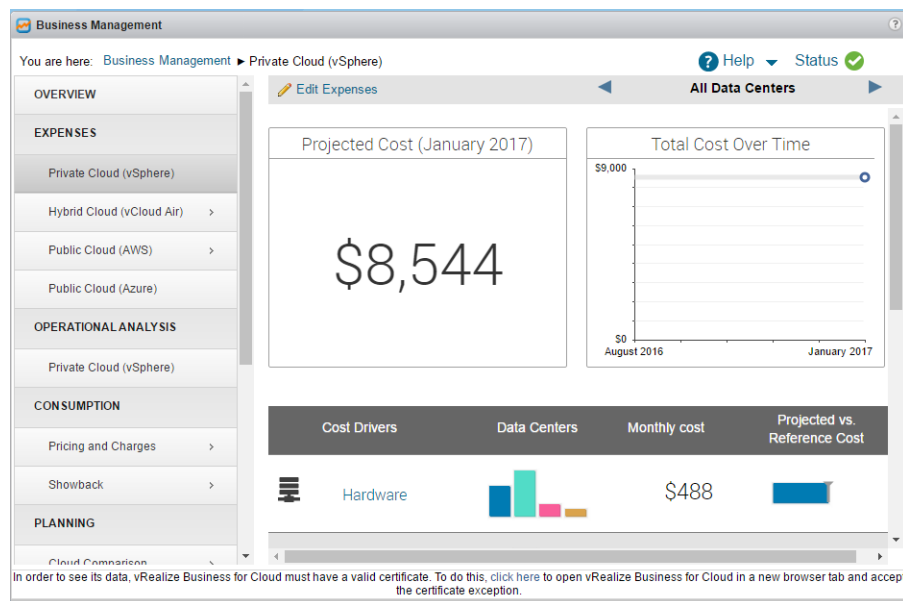 Business Management
You are here: Business Management ▸ Private Cloud (vSphere)
? Help Status
OVERVIEW
EXPENSES
Private Cloud (vSphere)
Hybrid Cloud (vCloud Air) >
Public Cloud (AWS) >
Public Cloud (Azure)
OPERATIONAL ANALYSIS
Private Cloud (vSphere)
CONSUMPTION
Pricing and Charges >
Showback >
PLANNING
Cloud Comparison
Edit Expenses
All Data Centers
Projected Cost (January 2017)
$8,544
Total Cost Over Time
$9,000
$0
August 2016 January 2017
Cost Drivers Data Centers Monthly cost Projected vs.
Reference Cost
Hardware $488
In order to see its data, vRealize Business for Cloud must have a valid certificate. To do this, click here to open vRealize Business for Cloud in a new browser tab and accep
the certificate exception.